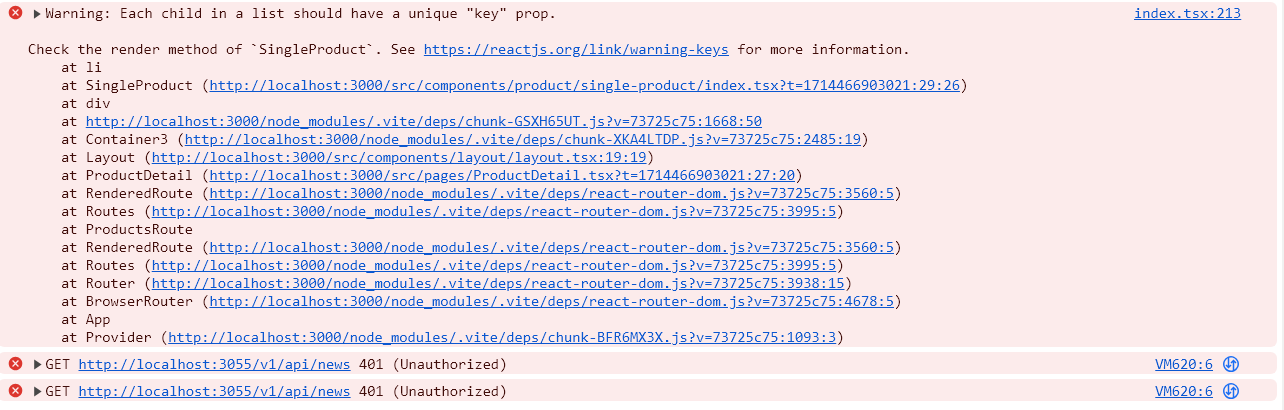 Warning: Each child in a list should have a unique "key" prop. index.tsx:213
Check the render method of `SingleProduct`. See https://reactjs.org/link/warning-keys for more information.
at li
at SingleProduct (http://localhost:3000/src/components/product/single-product/index.tsx?t=1714466903021:29:26)
at div
at http://localhost:3000/node_modules/.vite/deps/chunk-GSXH65UT.js?v=73725c75:1668:50
at Container3 (http://localhost:3000/node_modules/.vite/deps/chunk-XKA4LTDP.js?v=73725c75:2485:19)
at Layout (http://localhost:3000/src/components/layout/layout.tsx:19:19)
at ProductDetail (http://localhost:3000/src/pages/ProductDetail.tsx?t=1714466903021:27:20)
at RenderedRoute (http://localhost:3000/node_modules/.vite/deps/react-router-dom.js?v=73725c75:3560:5)
at Routes (http://localhost:3000/node_modules/.vite/deps/react-router-dom.js?v=73725c75:3995:5)
at ProductsRoute
at RenderedRoute (http://localhost:3000/node_modules/.vite/deps/react-router-dom.js?v=73725c75:3560:5)
at Routes (http://localhost:3000/node_modules/.vite/deps/react-router-dom.js?v=73725c75:3995:5)
at Router (http://localhost:3000/node_modules/.vite/deps/react-router-dom.js?v=73725c75:3938:15)
at BrowserRouter (http://localhost:3000/node_modules/.vite/deps/react-router-dom.js?v=73725c75:4678:5)
at App
at Provider (http://localhost:3000/node_modules/.vite/deps/chunk-BFR6MX3X.js?v=73725c75:1093:3)
GET http://localhost:3055/v1/api/news 401 (Unauthorized) VM620:6
GET http://localhost:3055/v1/api/news 401 (Unauthorized) VM620:6